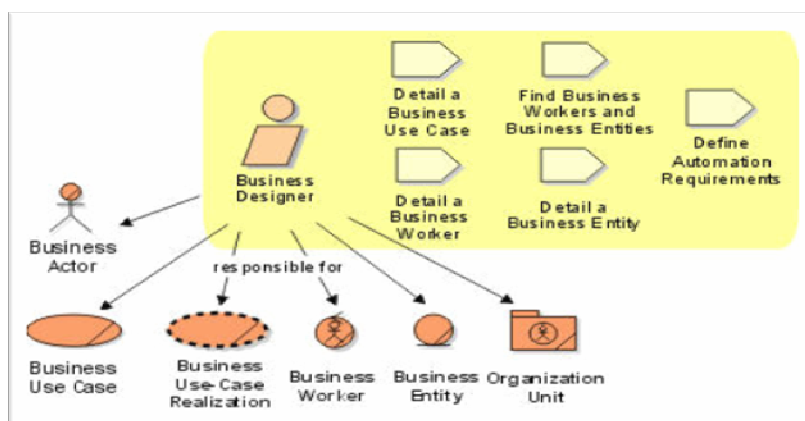 Detail a
Business
Use Case
Find Business
Workers and
Business Entities
Define
Automation
Requirements
Business
Designer
Detail a
Business
Worker
Detail a
Business Entity
Business
Actor
responsible for
Business
Use Case
Business
Use-Case
Realization
Business
Worker
Business
Entity
Organization
Unit